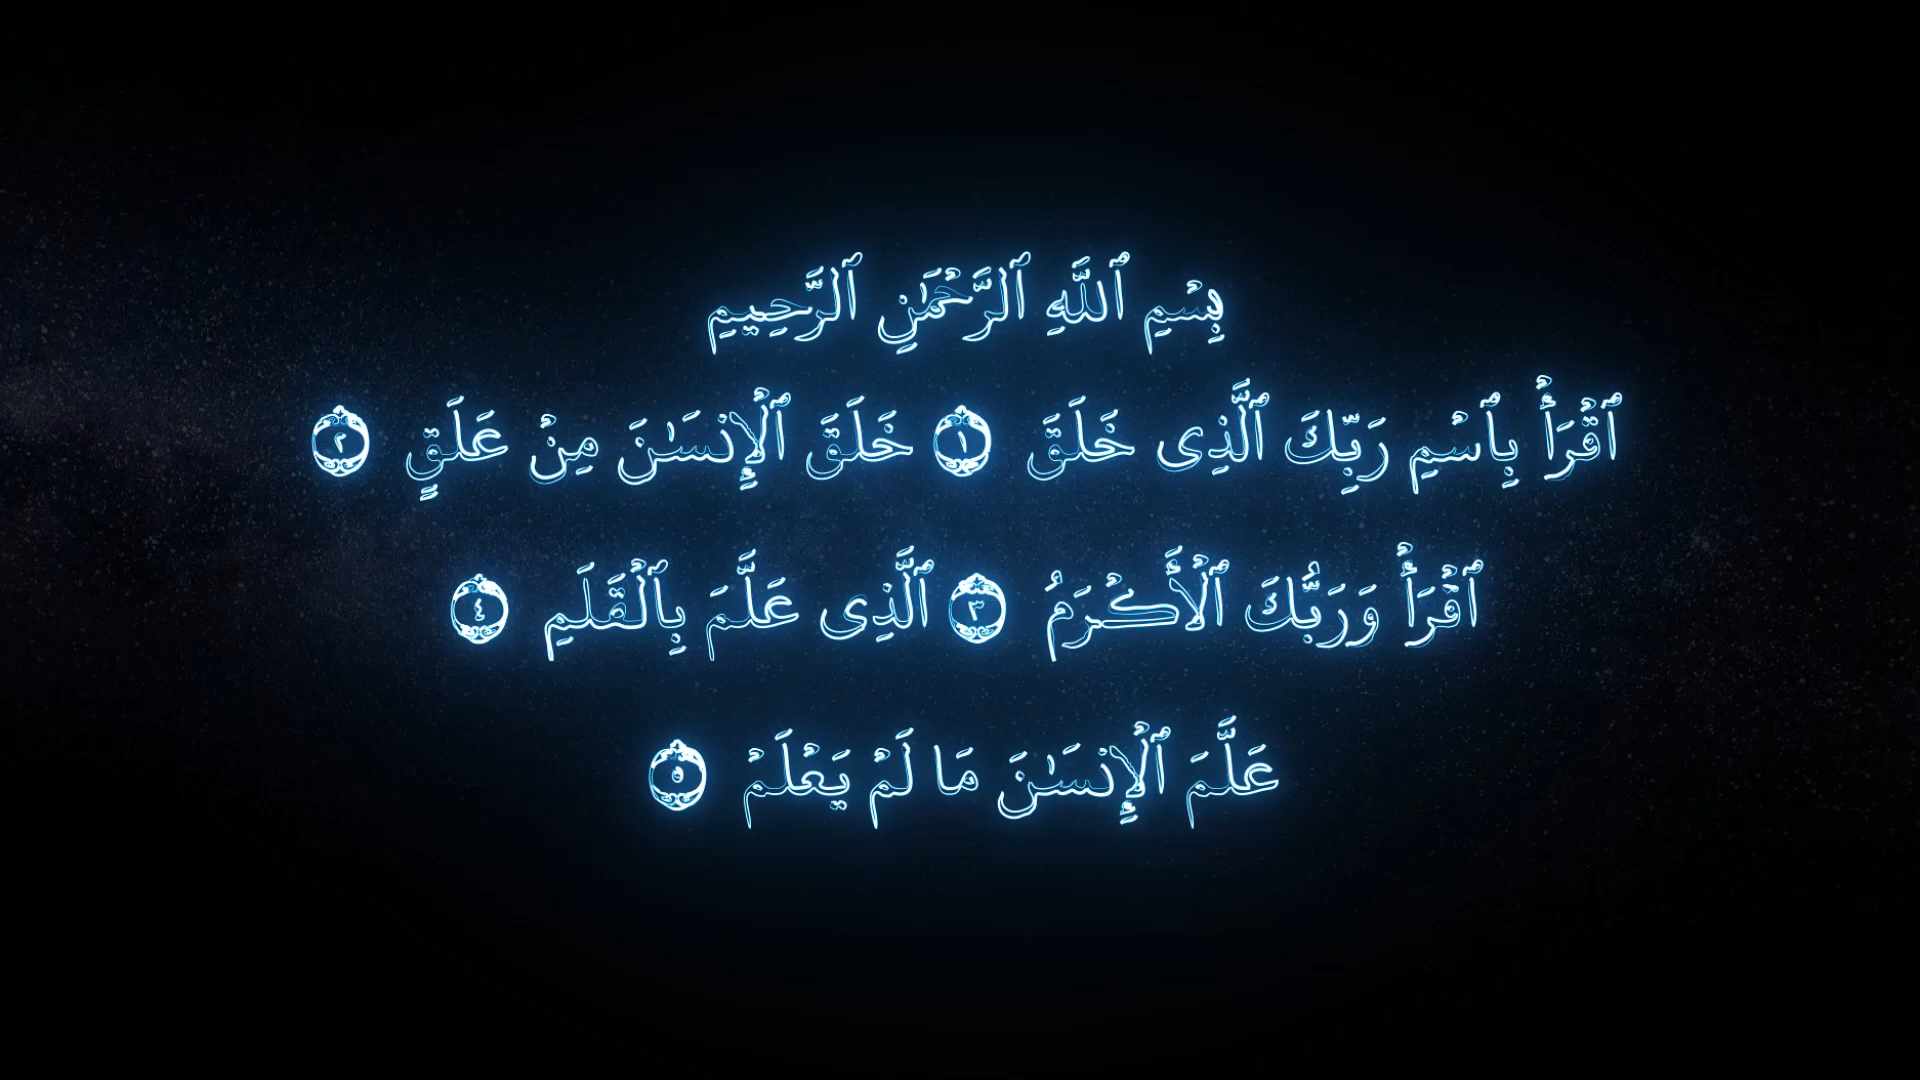 بِسْمِ ٱللَّهِ ٱلرَّحْمَٰنِ ٱلرَّحِيمِ
ٱقْرَأْ بِٱسْمِ رَبِّكَ ٱلَّذِى خَلَقَ ١ خَلَقَ ٱلْإِنسَٰنَ مِنْ عَلَقٍ ٢
ٱقْرَأْ وَرَبُّكَ ٱلْأَكْرَمُ ٣ ٱلَّذِى عَلَّمَ بِٱلْقَلَمِ ٤
عَلَّمَ ٱلْإِنسَٰنَ مَا لَمْ يَعْلَمْ ٥